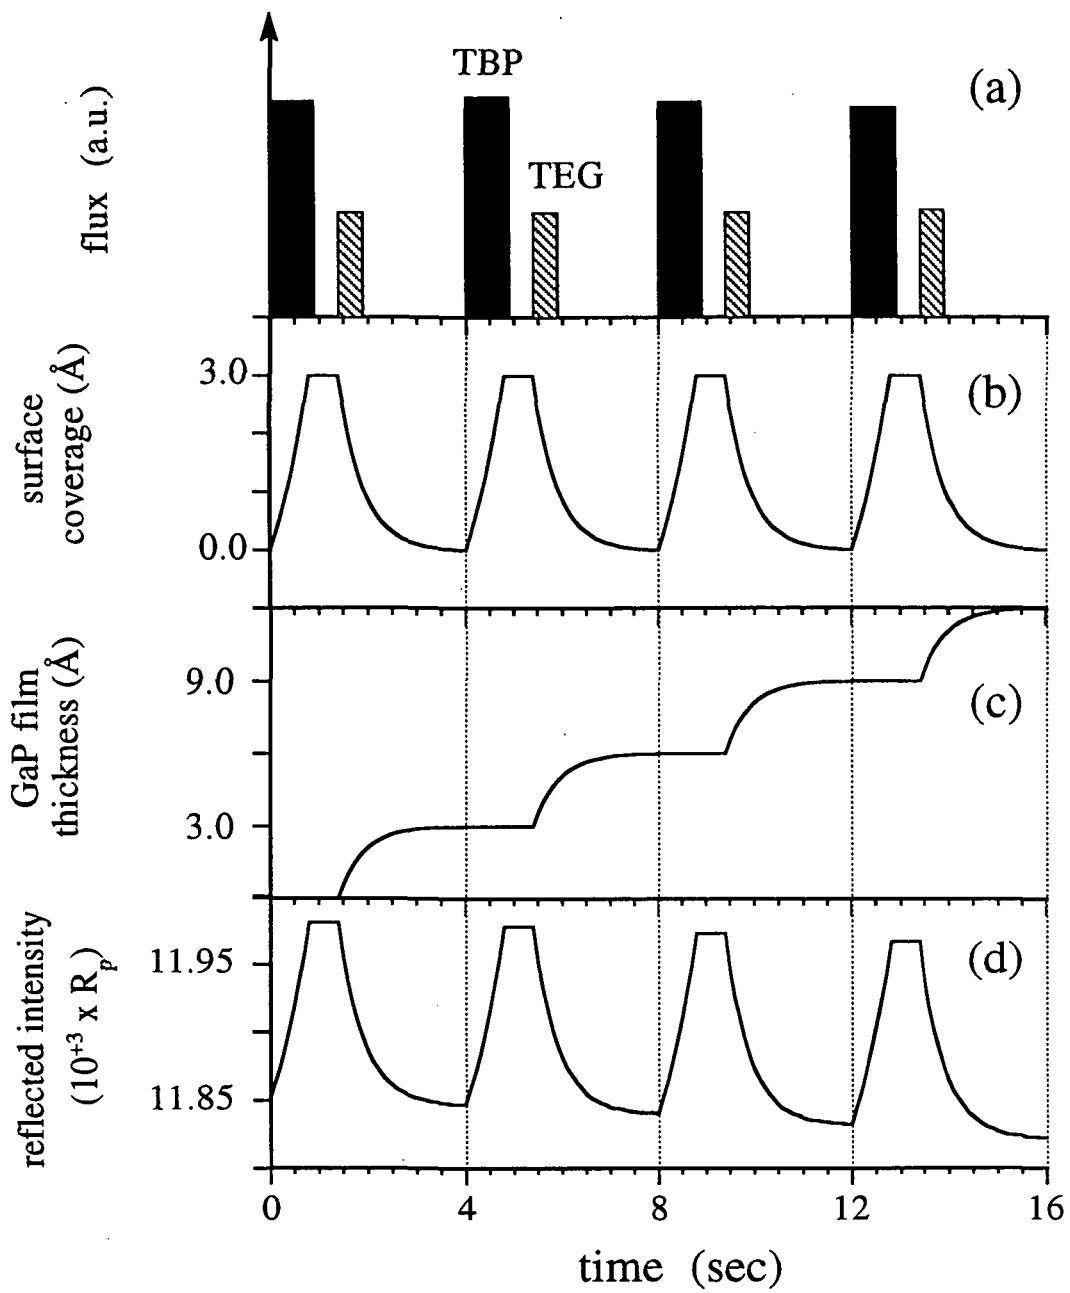 TBP
(a)
TEG
flux (a.u.)
3.0
(b)
surface
coverage (Å)
0.0
GaP film
thickness (Å)
9.0
(c)
3.0
reflected intensity
(10⁺³ x Rₚ)
11.95
(d)
11.85
0 4 8 12 16
time (sec)